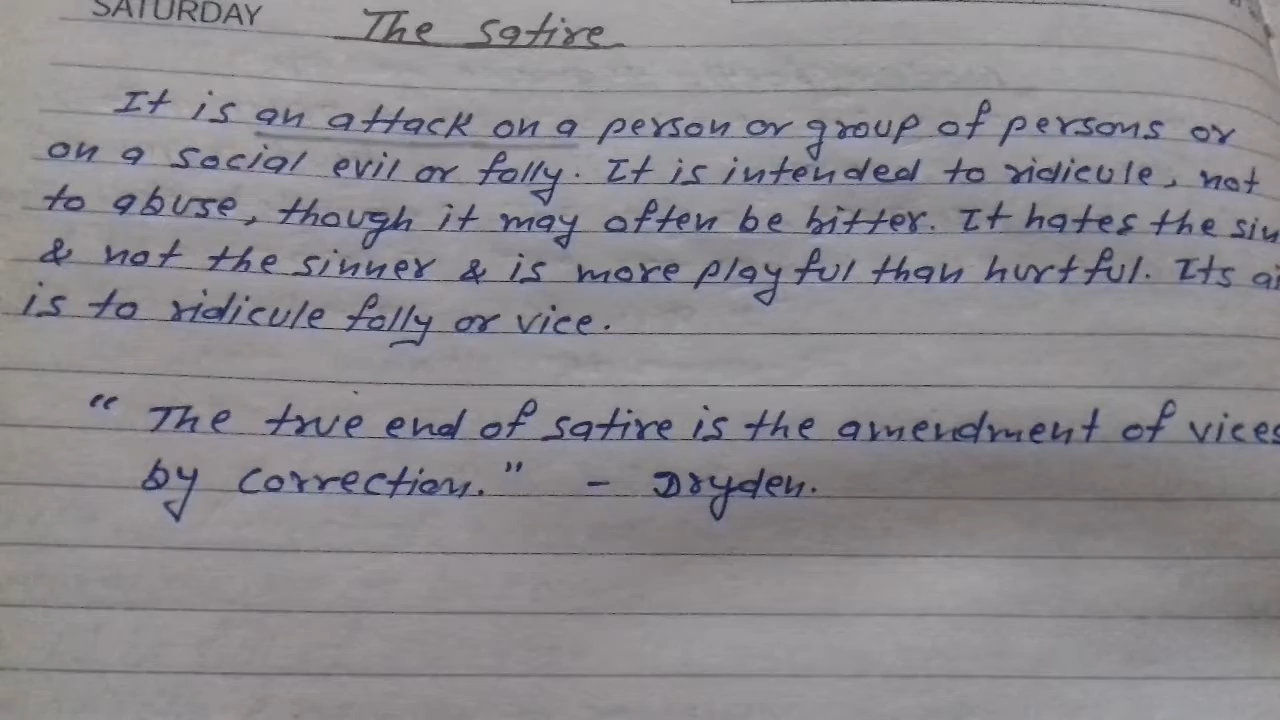 SATURDAY
The Satire
It is an attack on a person or group of persons or
on a social evil or folly. It is intended to ridicule, not
to abuse, though it may often be bitter. It hates the sin
& not the sinner & is more playful than hurtful. Its ai
is to ridicule folly or vice.
"The true end of satire is the amendment of vices
by correction." - Dryden.